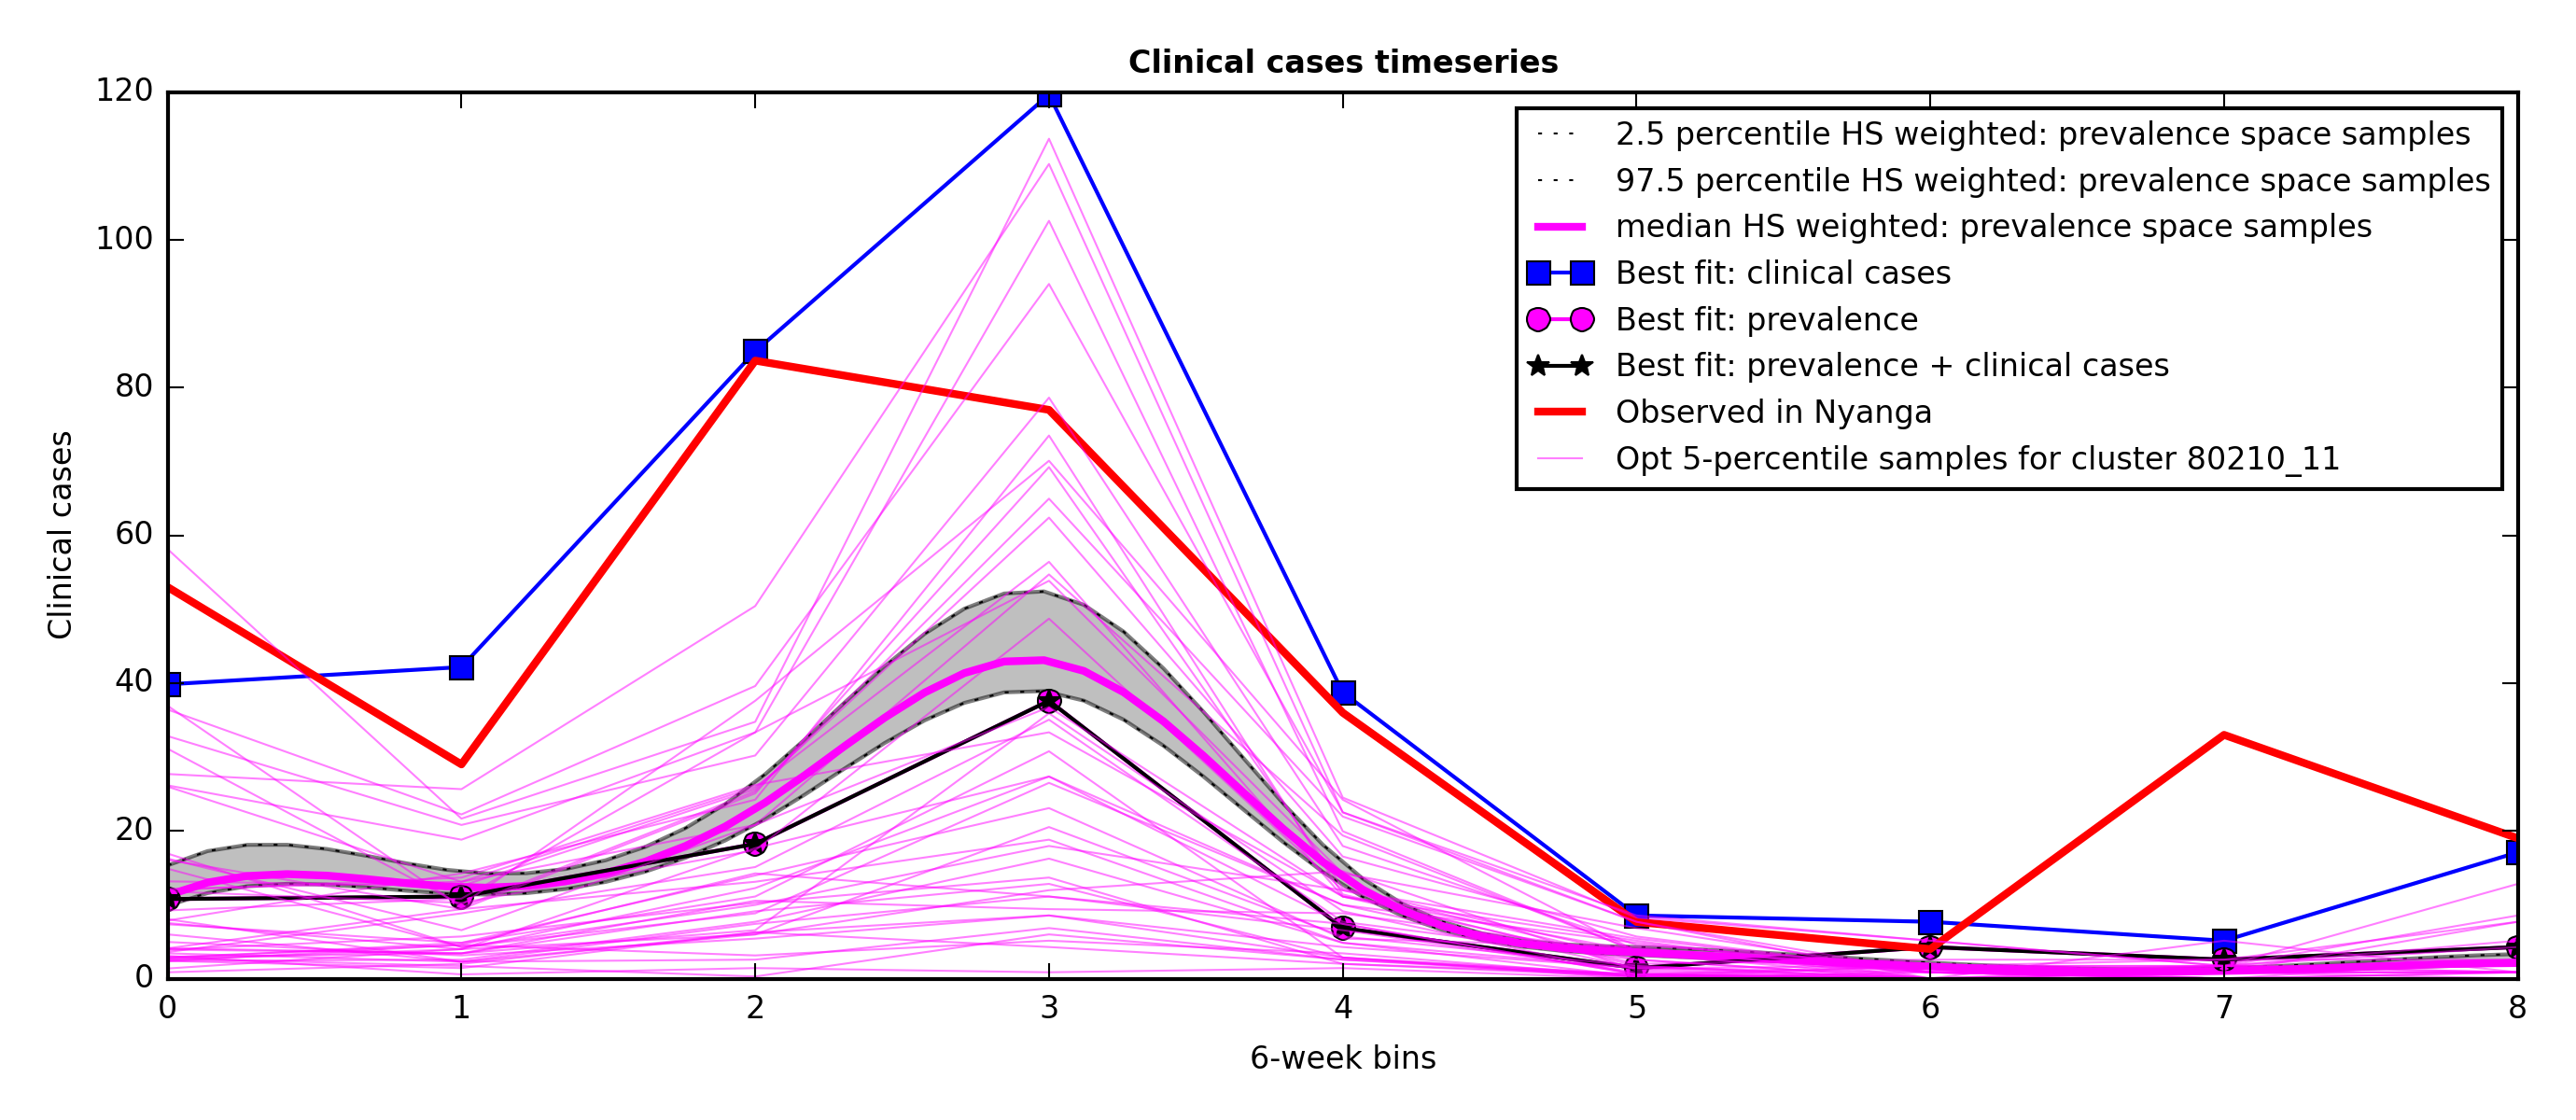 Clinical cases timeseries
120
100
80
60
40
20
0
Clinical cases
2.5 percentile HS weighted: prevalence space samples
97.5 percentile HS weighted: prevalence space samples
median HS weighted: prevalence space samples
Best fit: clinical cases
Best fit: prevalence
Best fit: prevalence + clinical cases
Observed in Nyanga
Opt 5-percentile samples for cluster 80210_11
0 1 2 3 4 5 6 7 8
6-week bins